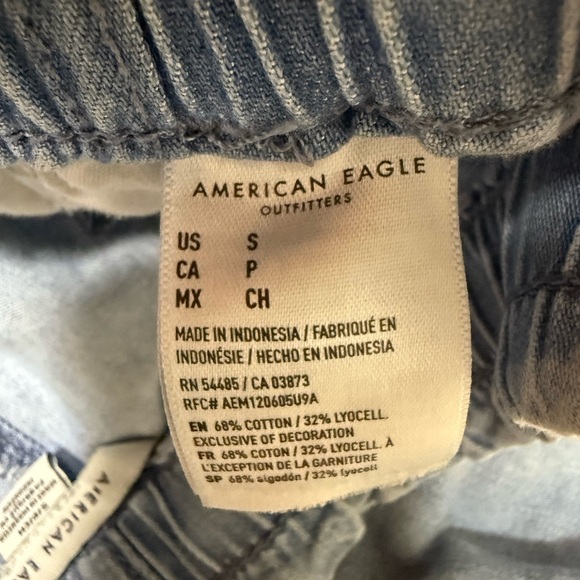 AMERICAN EAGLE
OUTFITTERS
US S
CA P
MX CH
MADE IN INDONESIA / FABRIQUÉ EN
INDONÉSIE / HECHO EN INDONESIA
RN 54485 / CA 03873
RFC# AEM120605U9A
EN 68% COTTON / 32% LYOCELL.
EXCLUSIVE OF DECORATION
FR 68% COTON / 32% LYOCELL. À
L'EXCEPTION DE LA GARNITURE
SP 68% algodón / 32% lyocell
AMERICAN EA